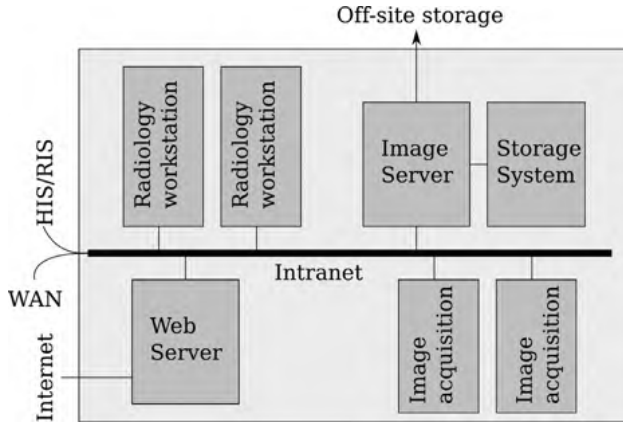 Off-site storage
Radiology
workstation
Radiology
workstation
Image
Server
Storage
System
HIS/RIS
Intranet
WAN
Web
Server
Image
acquisition
Image
acquisition
Internet